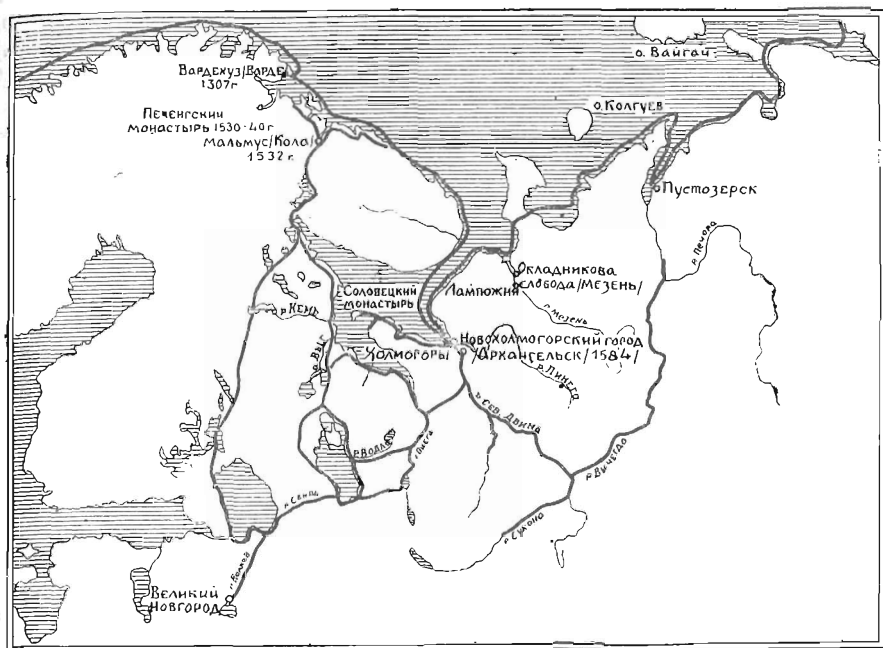 о. Вайгач
Вардехуз/Варде
1307г
о. Колгуев
Печенгский
монастырь 1530-40г
Мальмус/Кола
1532 г.
Пустозерск
р. Печора
Окладникова
слобода/Мезень/
Соловецкий
монастырь
Лампожня
р. Кемь
р. Мезень
р. Выг
Холмогоры
Новохолмогорский город
/Архангельск/1584/
р. Пинега
р. Сев. Двина
р. Водла
р. Онега
р. Вычегда
р. Свирь
р. Сухона
р. Волхов
Великий
Новгород